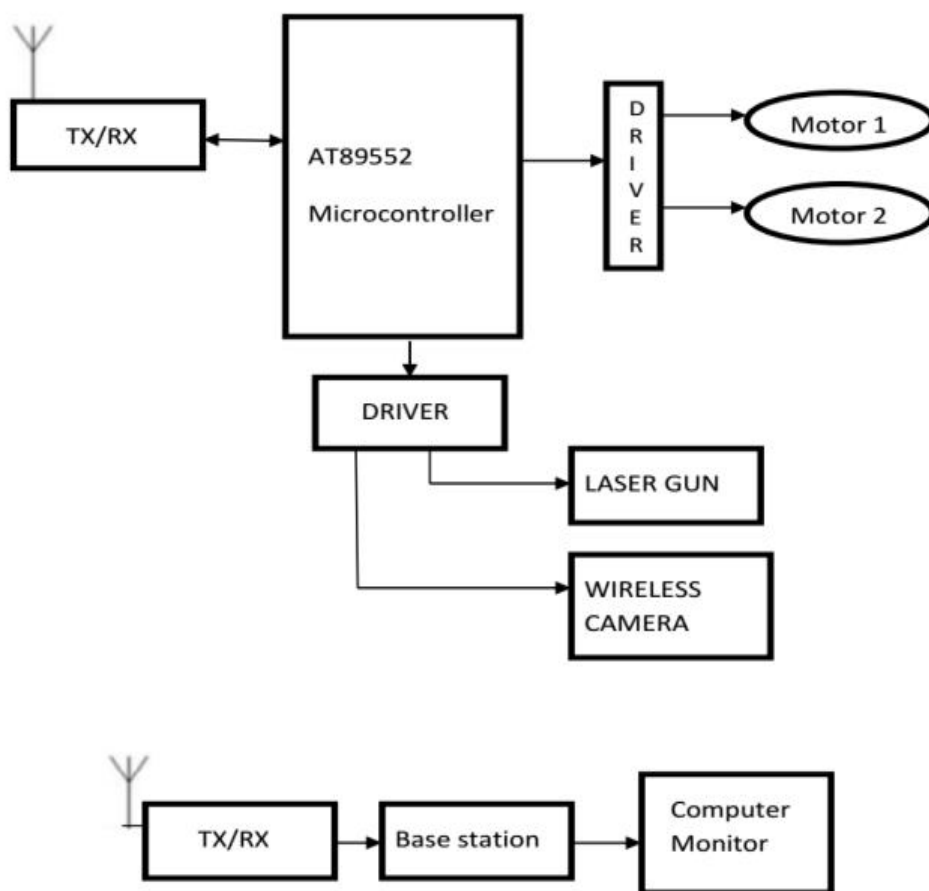 TX/RX
AT89552
Microcontroller
DRIVER
Motor 1
Motor 2
DRIVER
LASER GUN
WIRELESS
CAMERA
TX/RX
Base station
Computer
Monitor